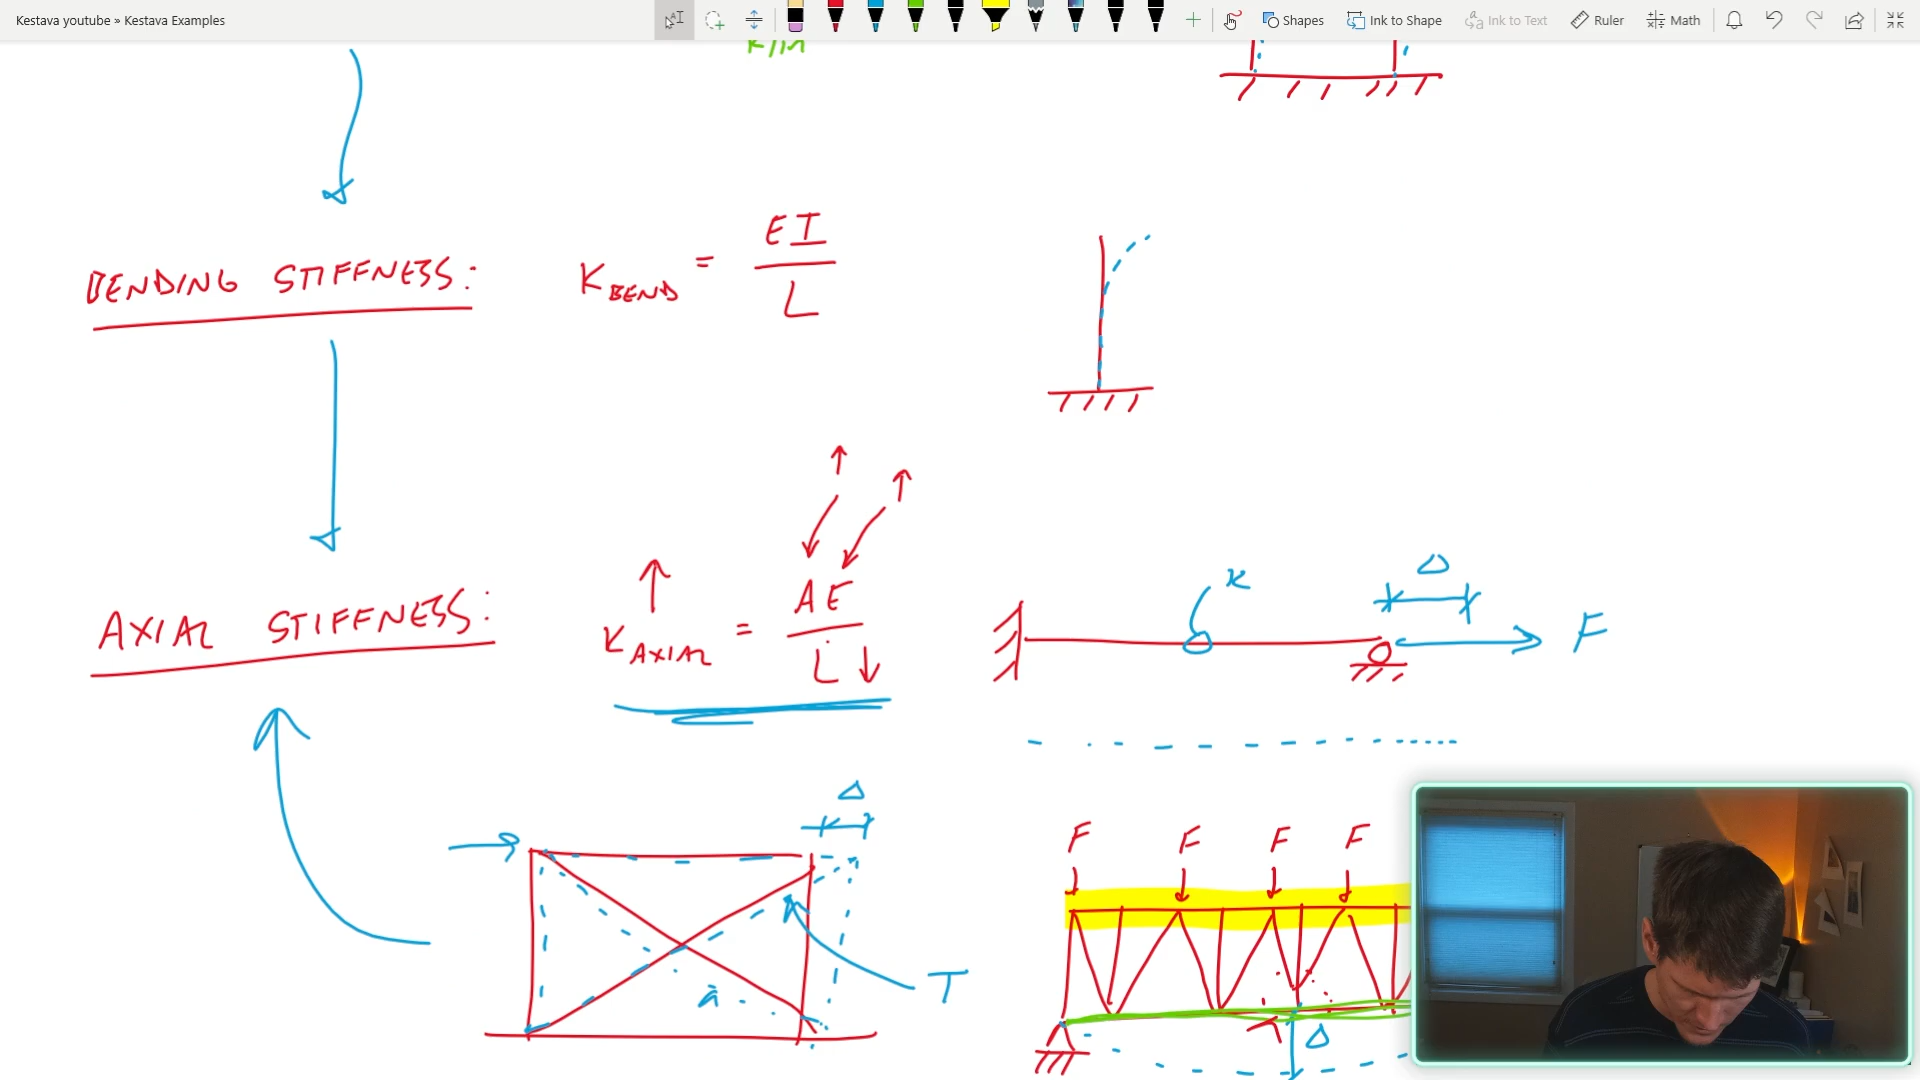 Kestava youtube » Kestava Examples
Shapes
Ink to Shape
Ink to Text
Ruler
Math
K/in
BENDING STIFFNESS:
K BEND = EI / L
AXIAL STIFFNESS:
K AXIAL = AE / L
K
Δ
F
Δ
T
F F F F
Δ